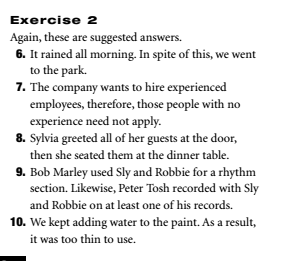 Exercise 2
Again, these are suggested answers.
6. It rained all morning. In spite of this, we went
to the park.
7. The company wants to hire experienced
employees, therefore, those people with no
experience need not apply.
8. Sylvia greeted all of her guests at the door,
then she seated them at the dinner table.
9. Bob Marley used Sly and Robbie for a rhythm
section. Likewise, Peter Tosh recorded with Sly
and Robbie on at least one of his records.
10. We kept adding water to the paint. As a result,
it was too thin to use.